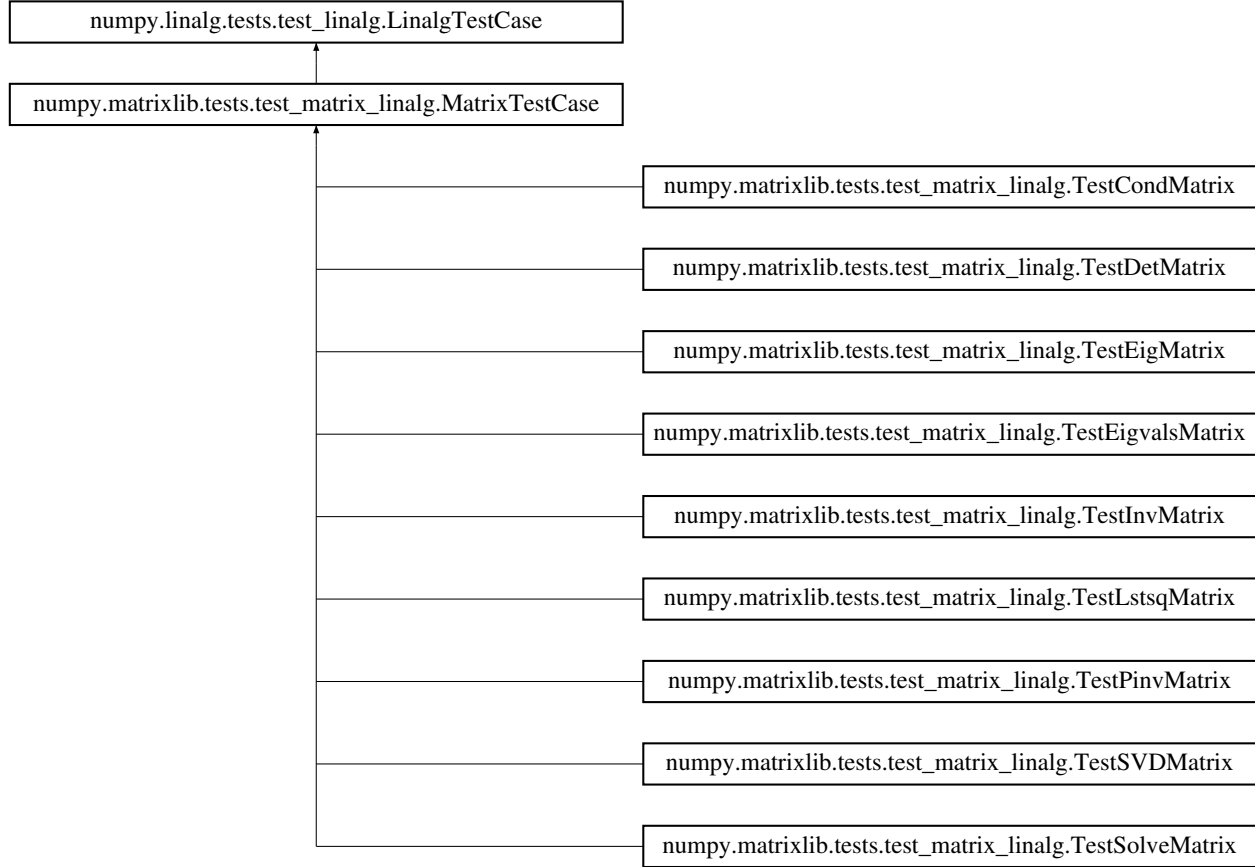 numpy.linalg.tests.test_linalg.LinalgTestCase
numpy.matrixlib.tests.test_matrix_linalg.MatrixTestCase
numpy.matrixlib.tests.test_matrix_linalg.TestCondMatrix
numpy.matrixlib.tests.test_matrix_linalg.TestDetMatrix
numpy.matrixlib.tests.test_matrix_linalg.TestEigMatrix
numpy.matrixlib.tests.test_matrix_linalg.TestEigvalsMatrix
numpy.matrixlib.tests.test_matrix_linalg.TestInvMatrix
numpy.matrixlib.tests.test_matrix_linalg.TestLstsqMatrix
numpy.matrixlib.tests.test_matrix_linalg.TestPinvMatrix
numpy.matrixlib.tests.test_matrix_linalg.TestSVDMatrix
numpy.matrixlib.tests.test_matrix_linalg.TestSolveMatrix